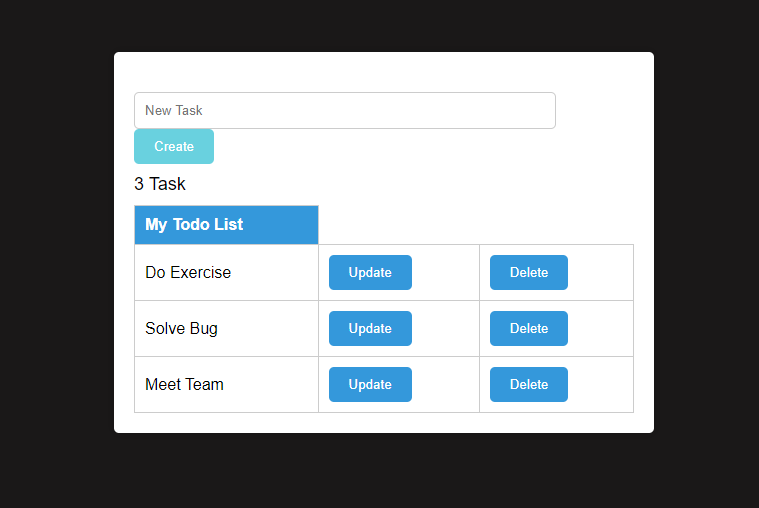 New Task
Create
3 Task
My Todo List
Do Exercise Update Delete
Solve Bug Update Delete
Meet Team Update Delete